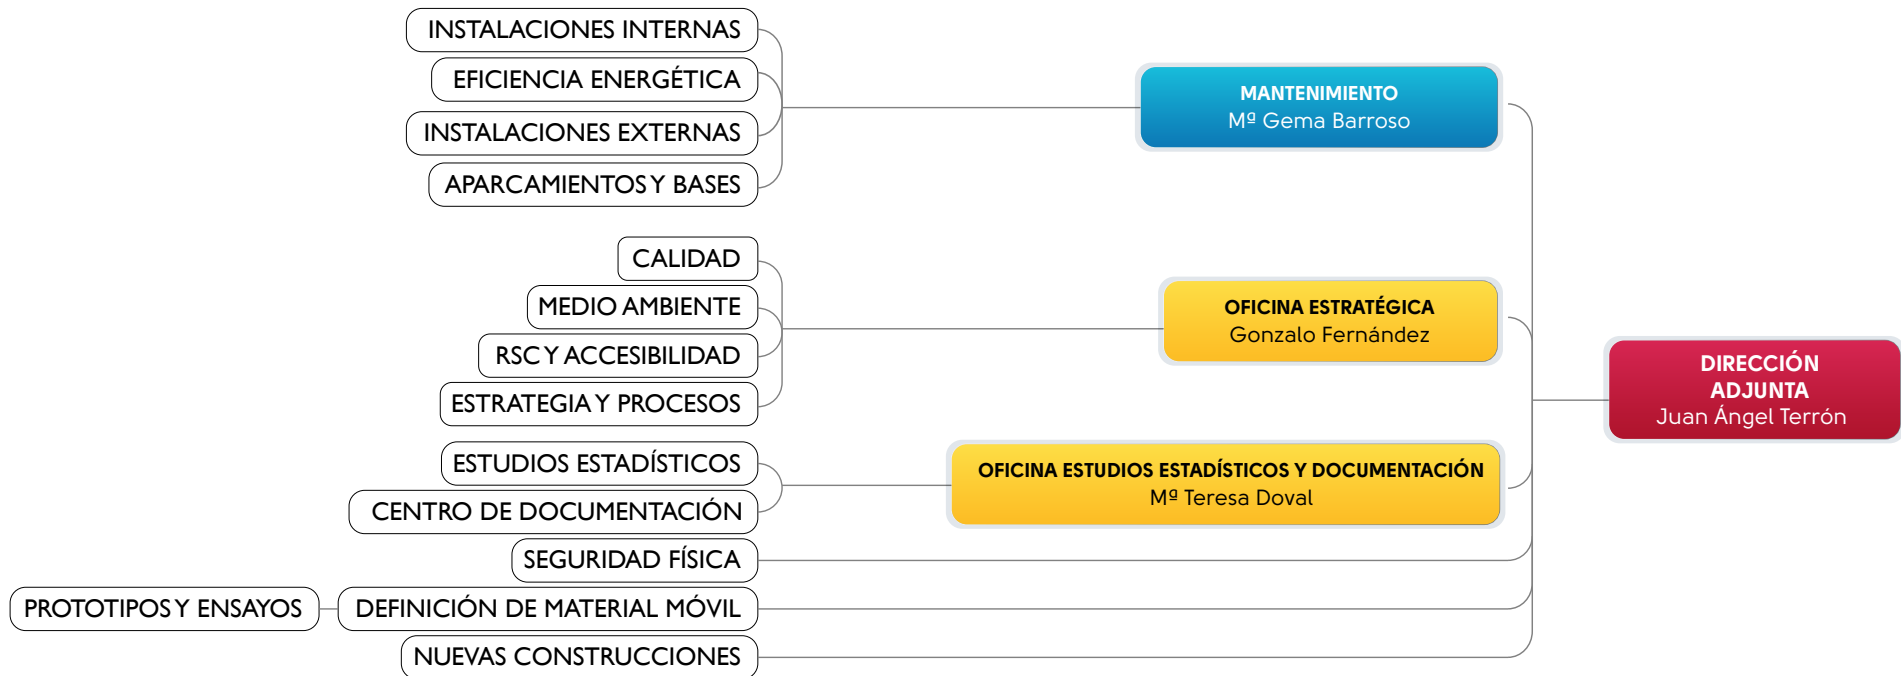 INSTALACIONES INTERNAS
EFICIENCIA ENERGÉTICA
INSTALACIONES EXTERNAS
APARCAMIENTOS Y BASES
MANTENIMIENTO
Mª Gema Barroso
CALIDAD
MEDIO AMBIENTE
RSC Y ACCESIBILIDAD
ESTRATEGIA Y PROCESOS
OFICINA ESTRATÉGICA
Gonzalo Fernández
DIRECCIÓN
ADJUNTA
Juan Ángel Terrón
ESTUDIOS ESTADÍSTICOS
CENTRO DE DOCUMENTACIÓN
OFICINA ESTUDIOS ESTADÍSTICOS Y DOCUMENTACIÓN
Mª Teresa Doval
SEGURIDAD FÍSICA
PROTOTIPOS Y ENSAYOS
DEFINICIÓN DE MATERIAL MÓVIL
NUEVAS CONSTRUCCIONES